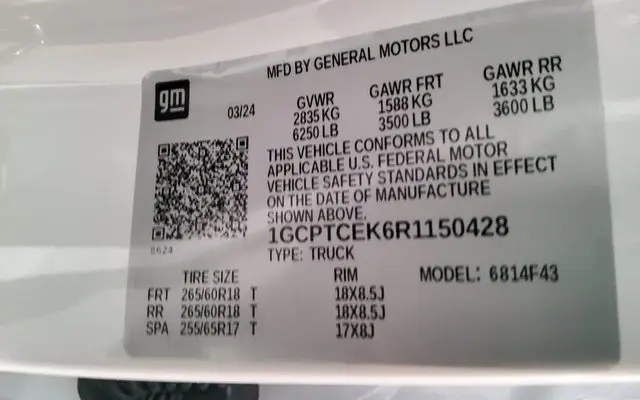 MFD BY GENERAL MOTORS LLC
gm
03/24
GVWR GAWR FRT GAWR RR
2835 KG 1588 KG 1633 KG
6250 LB 3500 LB 3600 LB
THIS VEHICLE CONFORMS TO ALL
APPLICABLE U.S. FEDERAL MOTOR
VEHICLE SAFETY STANDARDS IN EFFECT
ON THE DATE OF MANUFACTURE
SHOWN ABOVE.
1GCPTCEK6R1150428
8624
TYPE: TRUCK
TIRE SIZE RIM MODEL: 6814F43
FRT 265/60R18 T 18X8.5J
RR 265/60R18 T 18X8.5J
SPA 255/65R17 T 17X8J